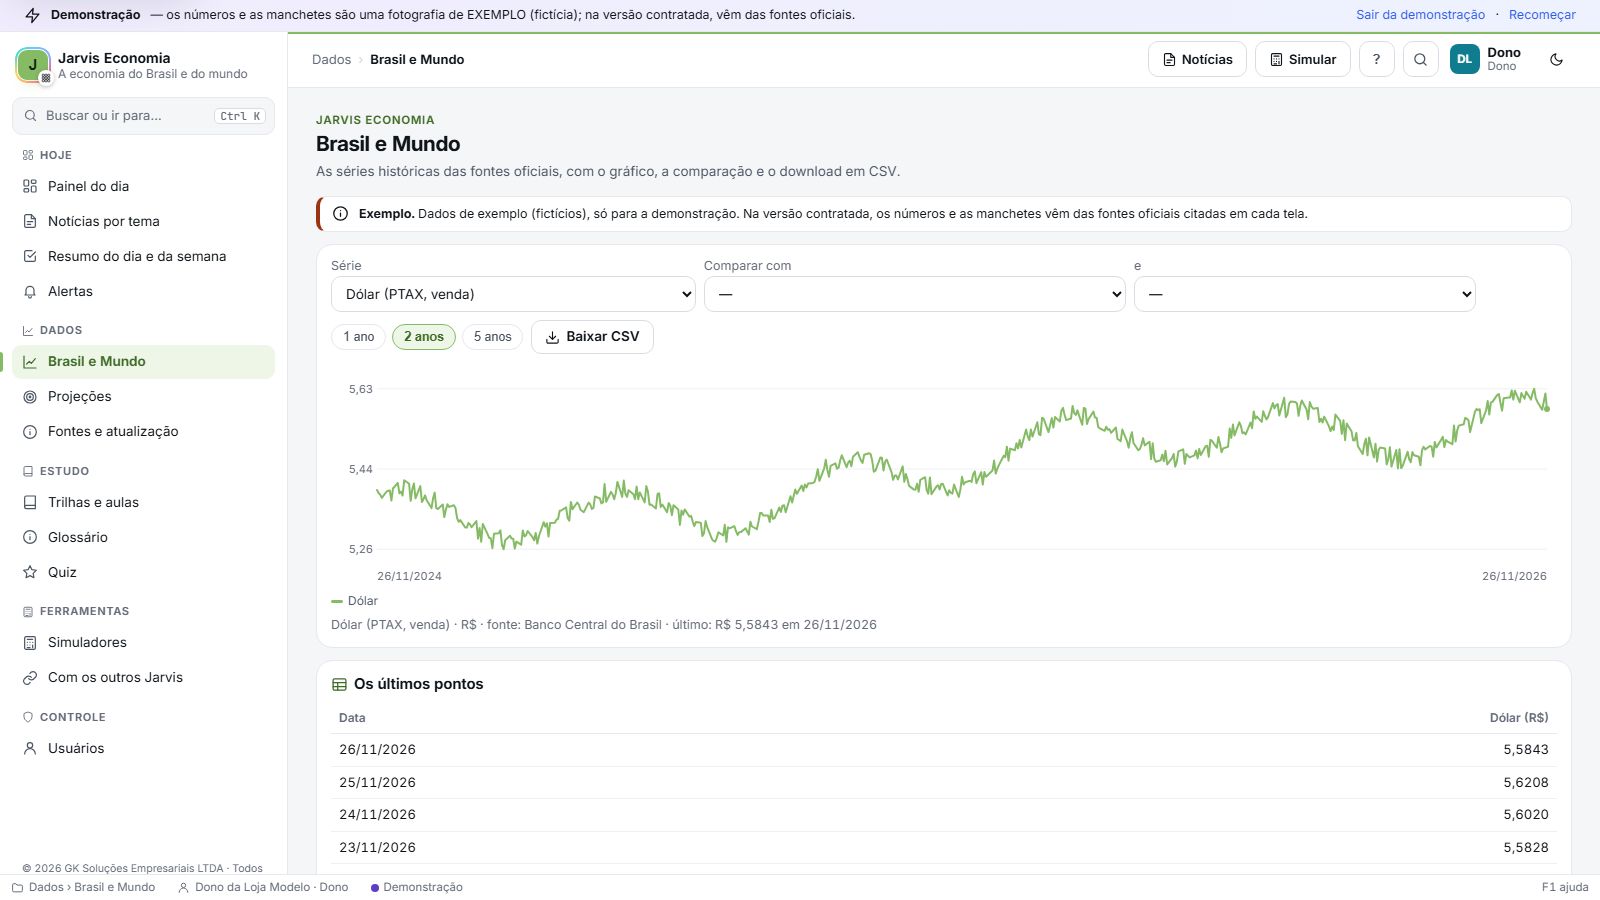 Demonstração — os números e as manchetes são uma fotografia de EXEMPLO (fictícia); na versão contratada, vêm das fontes oficiais.
Sair da demonstração · Recomeçar
J
Jarvis Economia
A economia do Brasil e do mundo
Buscar ou ir para... Ctrl K
HOJE
Painel do dia
Notícias por tema
Resumo do dia e da semana
Alertas
DADOS
Brasil e Mundo
Projeções
Fontes e atualização
ESTUDO
Trilhas e aulas
Glossário
Quiz
FERRAMENTAS
Simuladores
Com os outros Jarvis
CONTROLE
Usuários
© 2026 GK Soluções Empresariais LTDA · Todos
Dados › Brasil e Mundo
Notícias
Simular
?
DL
Dono
Dono
JARVIS ECONOMIA
Brasil e Mundo
As séries históricas das fontes oficiais, com o gráfico, a comparação e o download em CSV.
Exemplo. Dados de exemplo (fictícios), só para a demonstração. Na versão contratada, os números e as manchetes vêm das fontes oficiais citadas em cada tela.
Série Comparar com e
Dólar (PTAX, venda) — —
1 ano 2 anos 5 anos Baixar CSV
5,63
5,44
5,26
26/11/2024 26/11/2026
Dólar
Dólar (PTAX, venda) · R$ · fonte: Banco Central do Brasil · último: R$ 5,5843 em 26/11/2026
Os últimos pontos
Data Dólar (R$)
26/11/2026 5,5843
25/11/2026 5,6208
24/11/2026 5,6020
23/11/2026 5,5828
Dados › Brasil e Mundo Dono da Loja Modelo · Dono Demonstração F1 ajuda